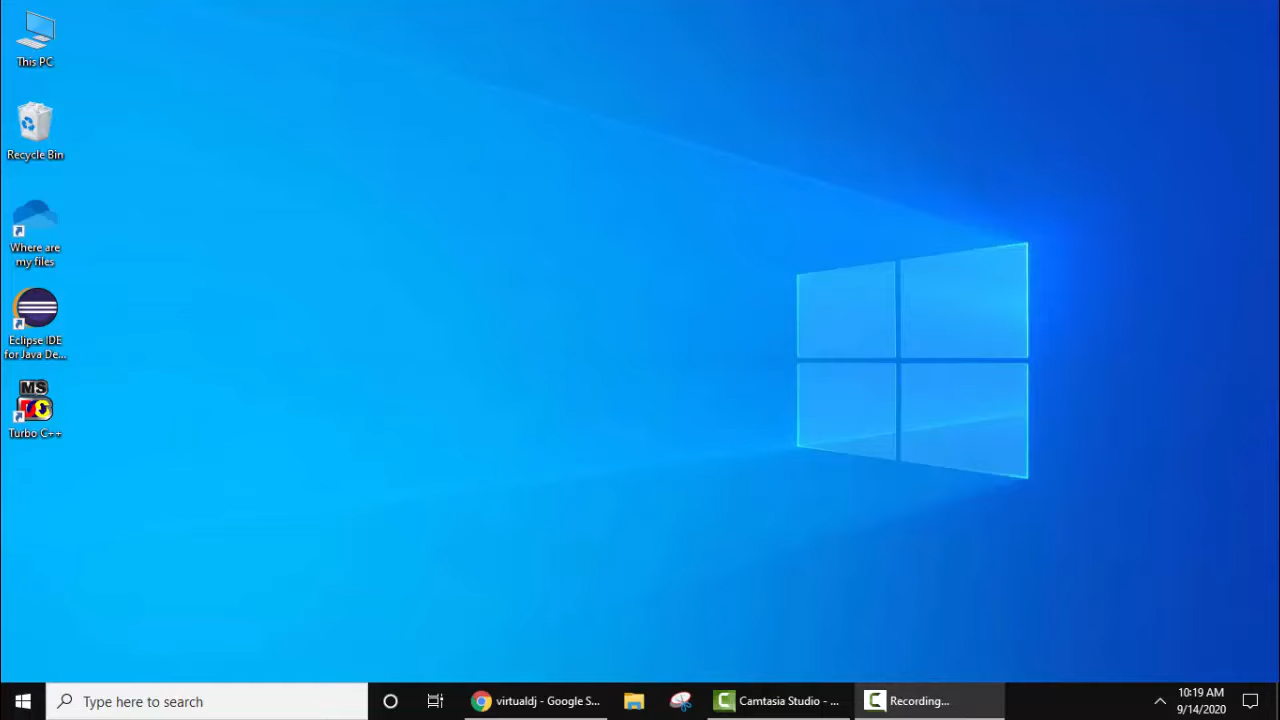 This PC
Recycle Bin
Where are
my files
Eclipse IDE
for Java De...
MS
Turbo C++
Type here to search
virtualdj - Google S...
Camtasia Studio - ...
Recording...
10:19 AM
9/14/2020